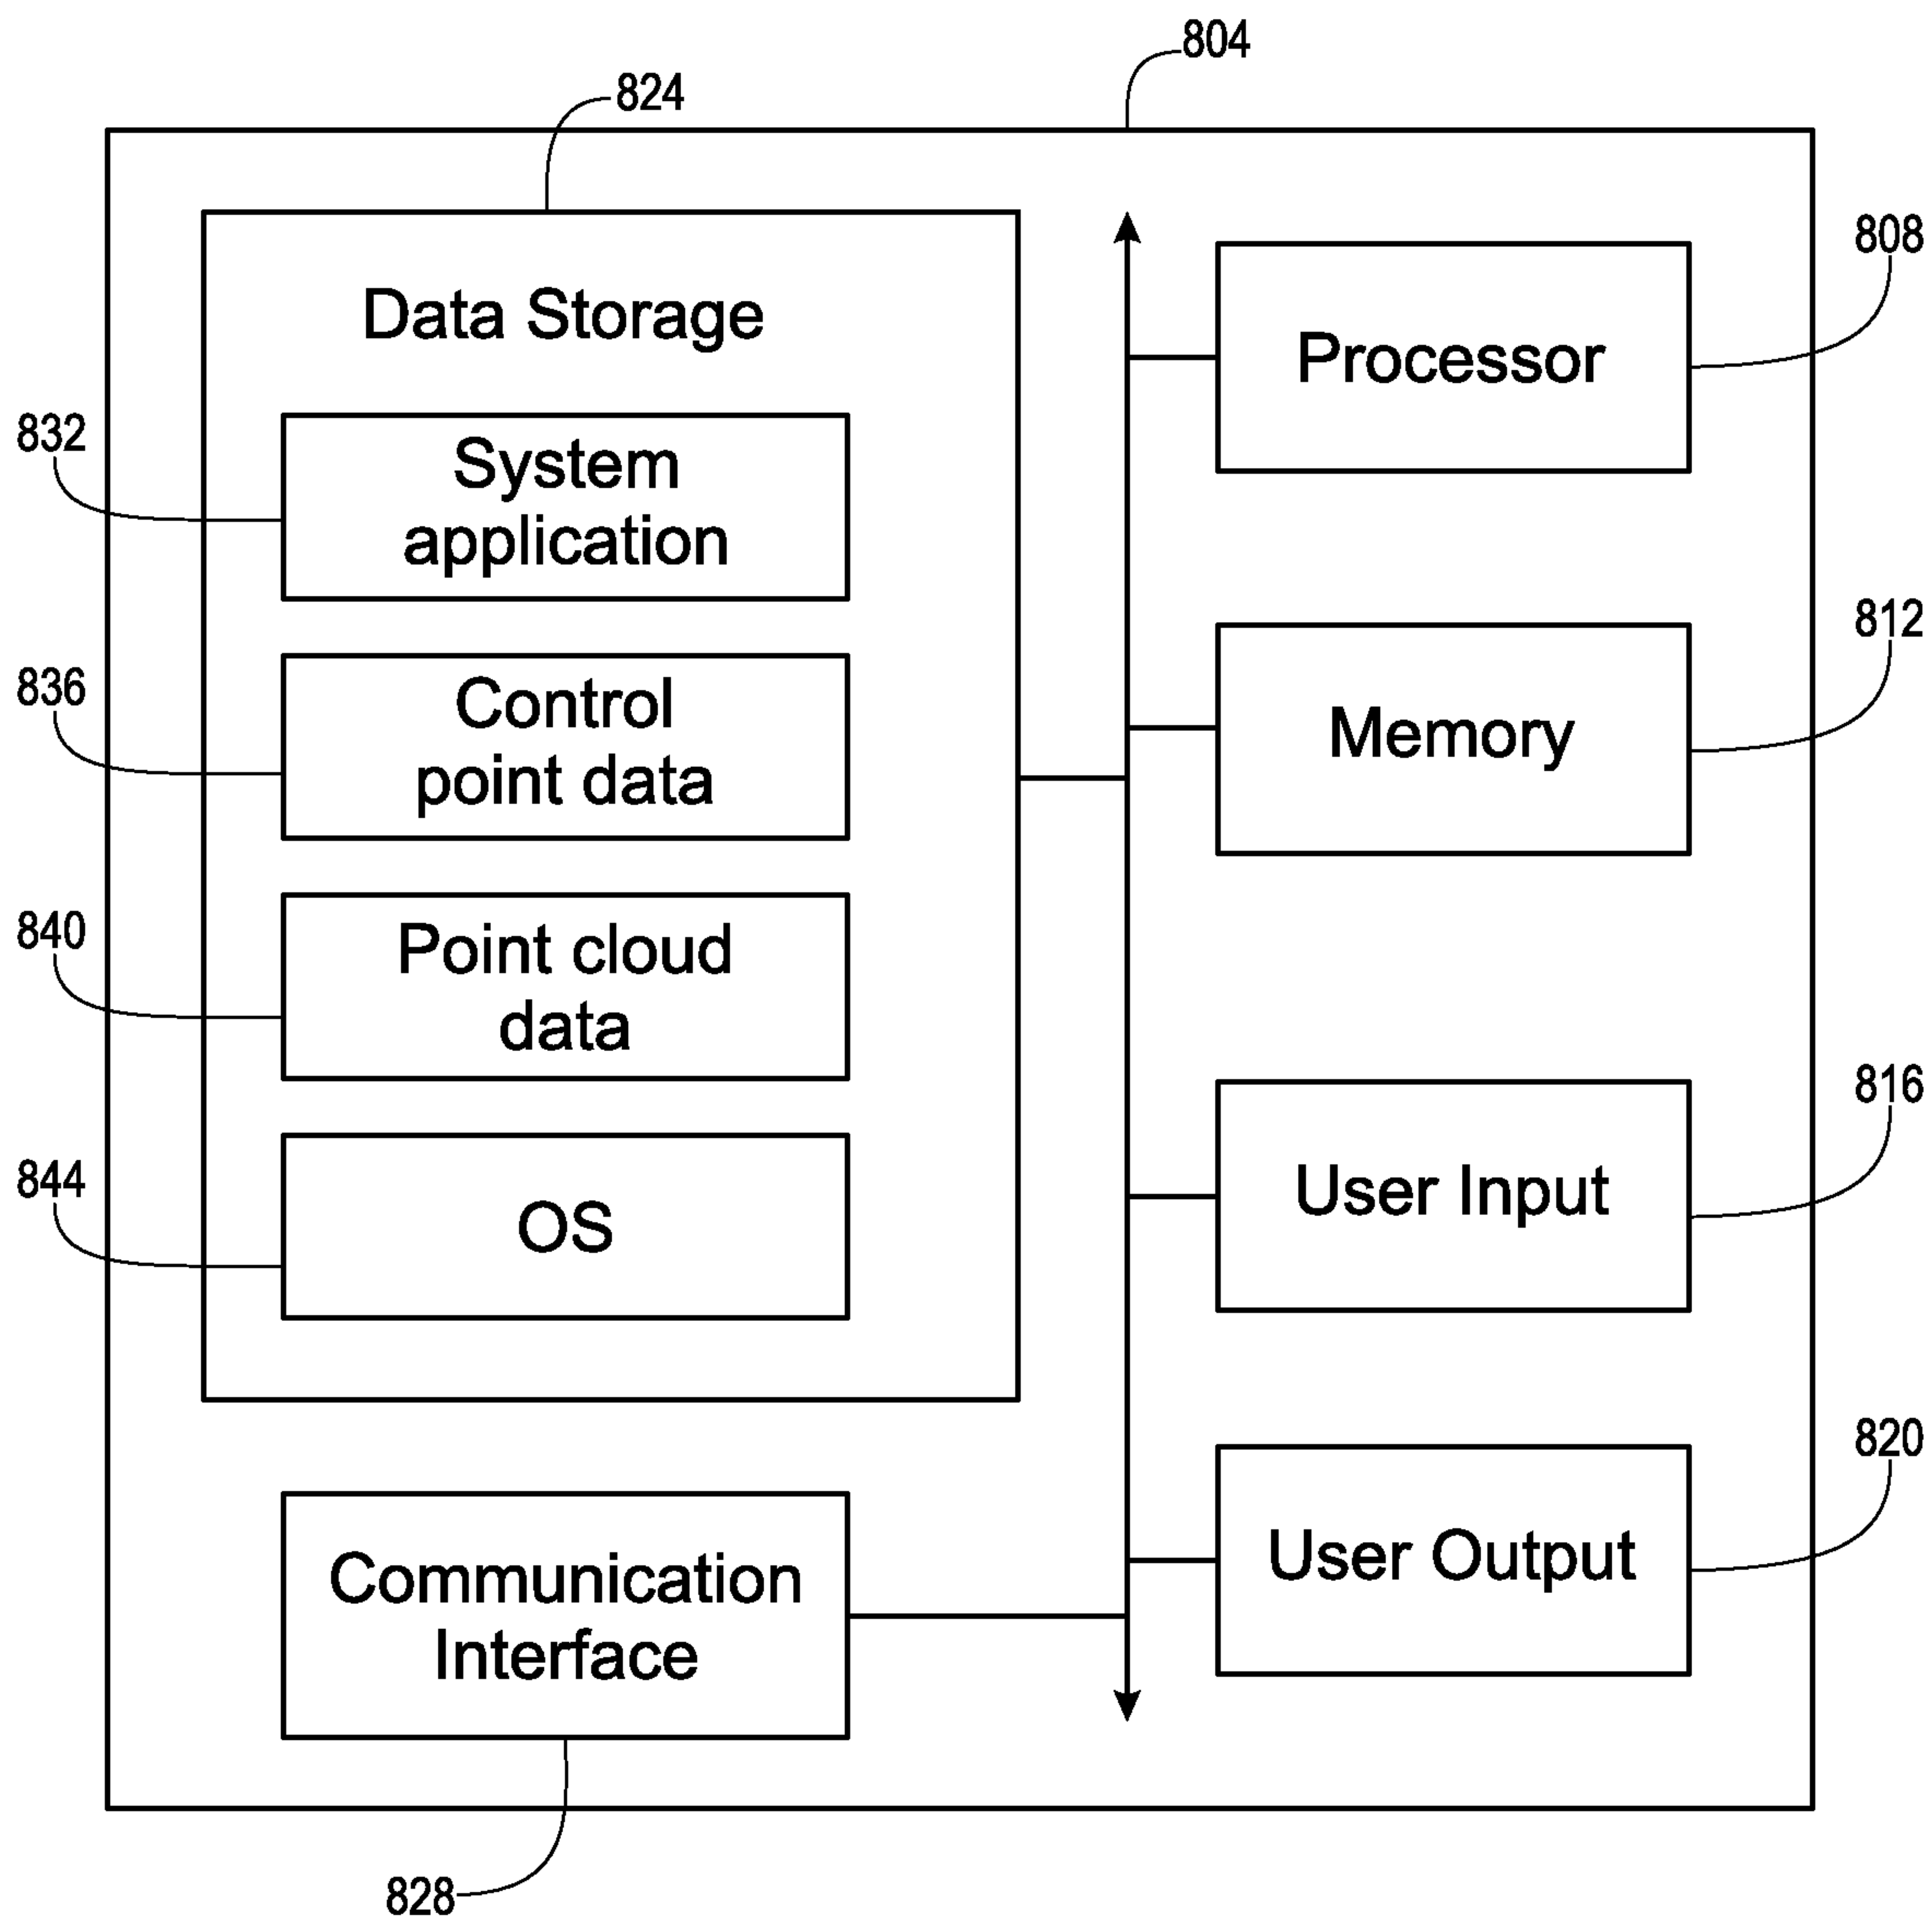 804
824
Data Storage
808
Processor
832
System
application
812
Memory
836
Control
point data
840
Point cloud
data
816
User Input
844
OS
820
User Output
Communication
Interface
828